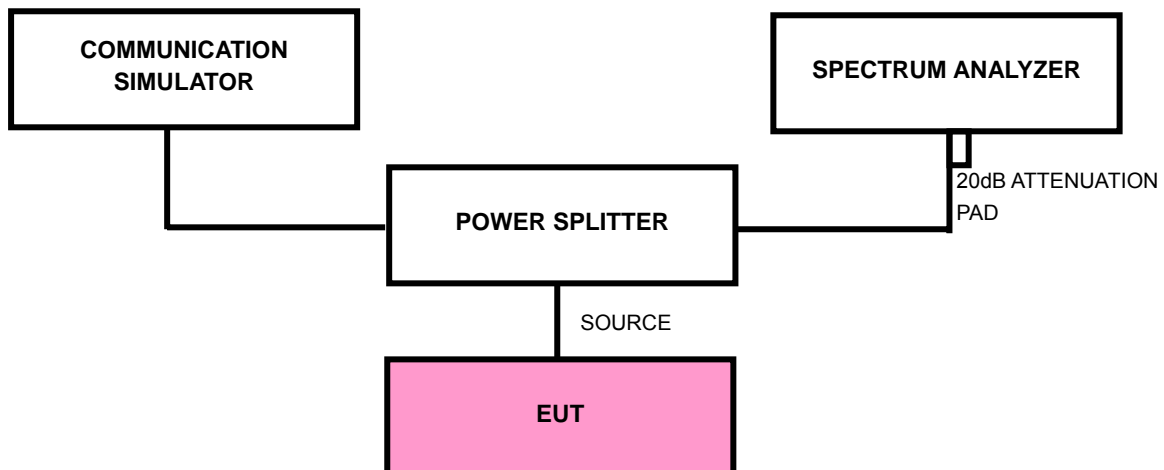 COMMUNICATION
SIMULATOR
SPECTRUM ANALYZER
20dB ATTENUATION
PAD
POWER SPLITTER
SOURCE
EUT